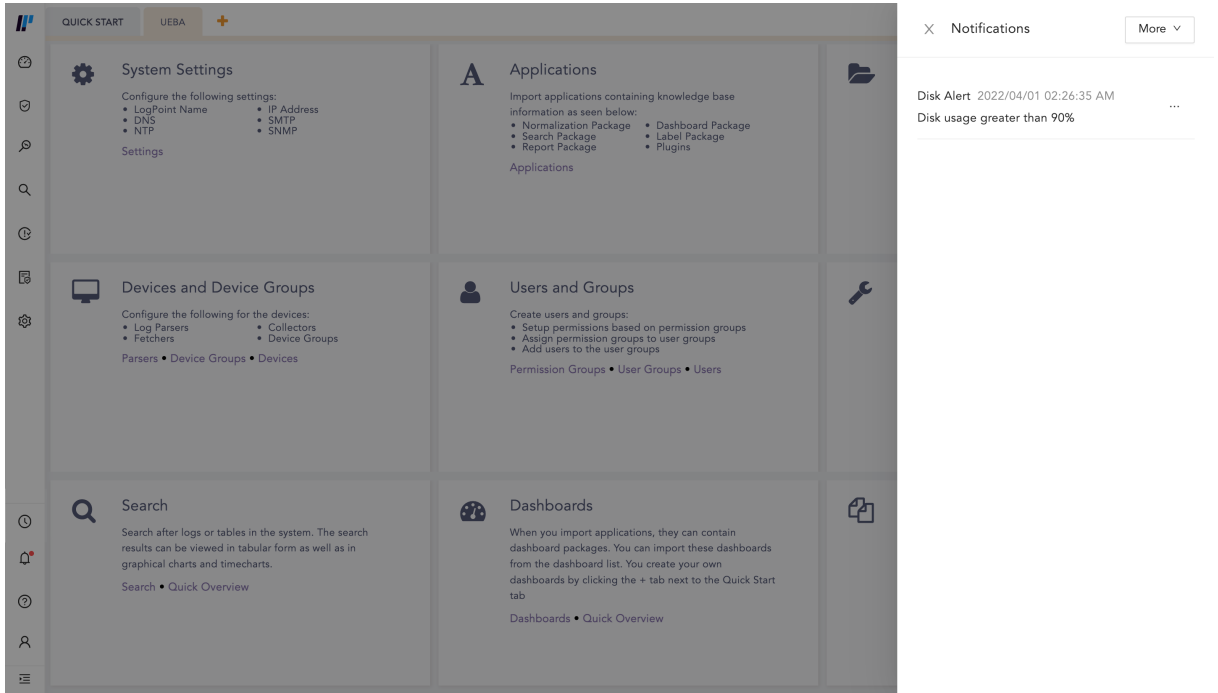 QUICK START
UEBA
System Settings
Configure the following settings:
• LogPoint Name
• IP Address
• DNS
• SMTP
• NTP
• SNMP
Settings
Applications
Import applications containing knowledge base
information as seen below:
• Normalization Package
• Dashboard Package
• Search Package
• Label Package
• Report Package
• Plugins
Applications
Devices and Device Groups
Configure the following for the devices:
• Log Parsers
• Collectors
• Fetchers
• Device Groups
Parsers • Device Groups • Devices
Users and Groups
Create users and groups:
• Setup permissions based on permission groups
• Assign permission groups to user groups
• Add users to the user groups
Permission Groups • User Groups • Users
Search
Search after logs or tables in the system. The search
results can be viewed in tabular form as well as in
graphical charts and timecharts.
Search • Quick Overview
Dashboards
When you import applications, they can contain
dashboard packages. You can import these dashboards
from the dashboard list. You create your own
dashboards by clicking the + tab next to the Quick Start
tab
Dashboards • Quick Overview
Notifications
More
Disk Alert 2022/04/01 02:26:35 AM
...
Disk usage greater than 90%